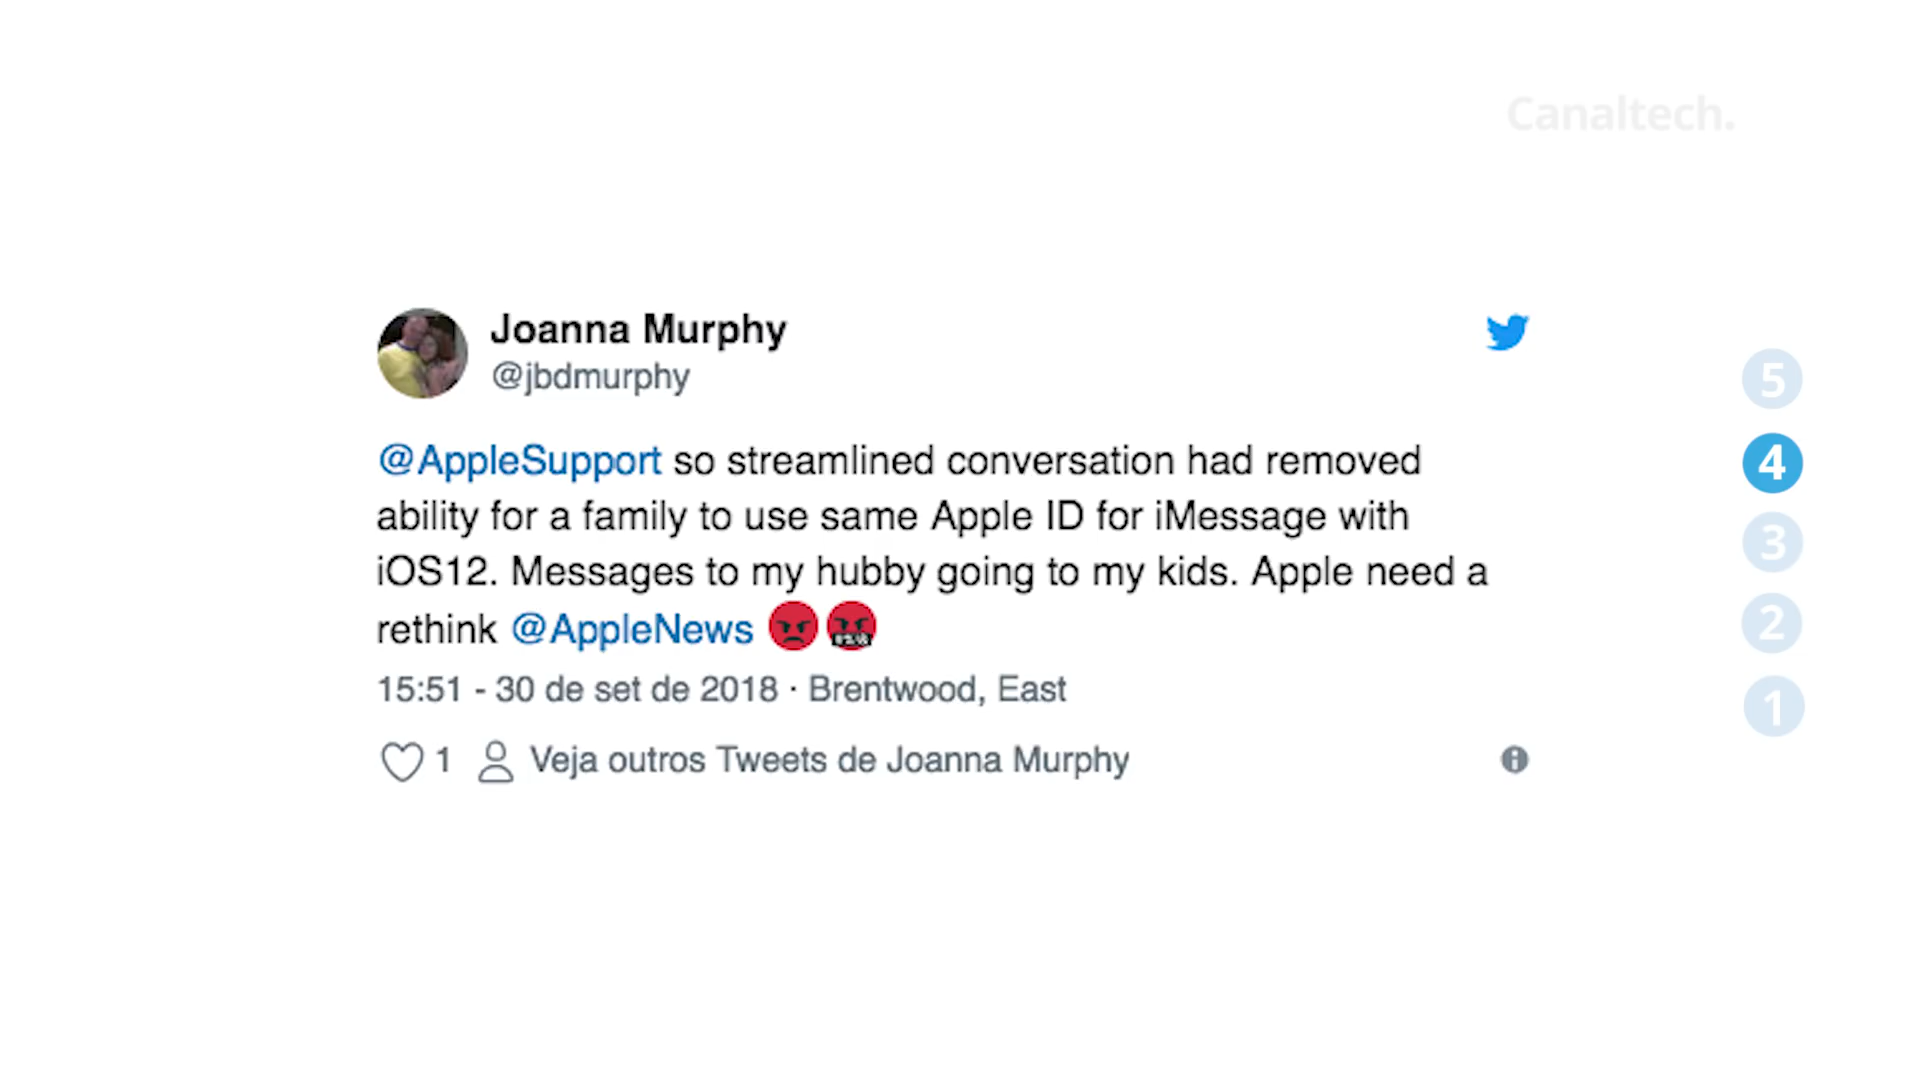 Canaltech.
Joanna Murphy
@jbdmurphy
@AppleSupport so streamlined conversation had removed
ability for a family to use same Apple ID for iMessage with
iOS12. Messages to my hubby going to my kids. Apple need a
rethink @AppleNews 😡🤬
15:51 - 30 de set de 2018 · Brentwood, East
1 Veja outros Tweets de Joanna Murphy
5
4
3
2
1